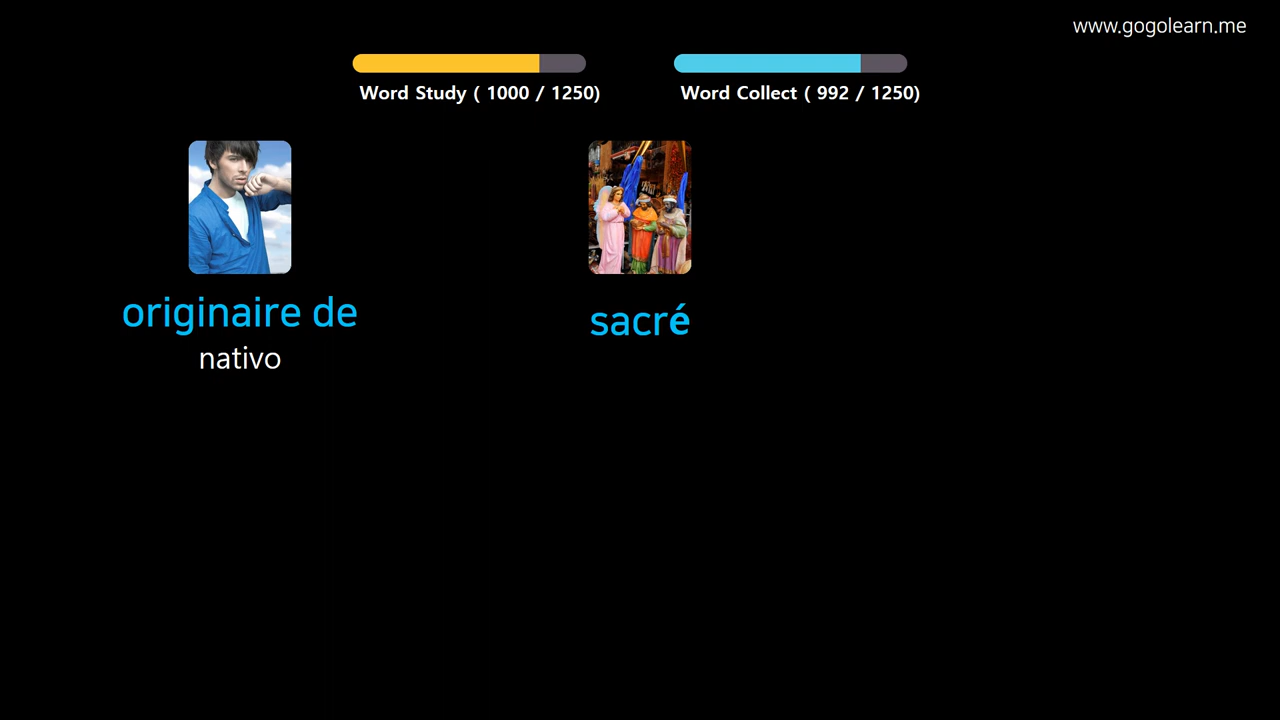 www.gogolearn.me
Word Study ( 1000 / 1250)
Word Collect ( 992 / 1250)
originaire de
nativo
sacré